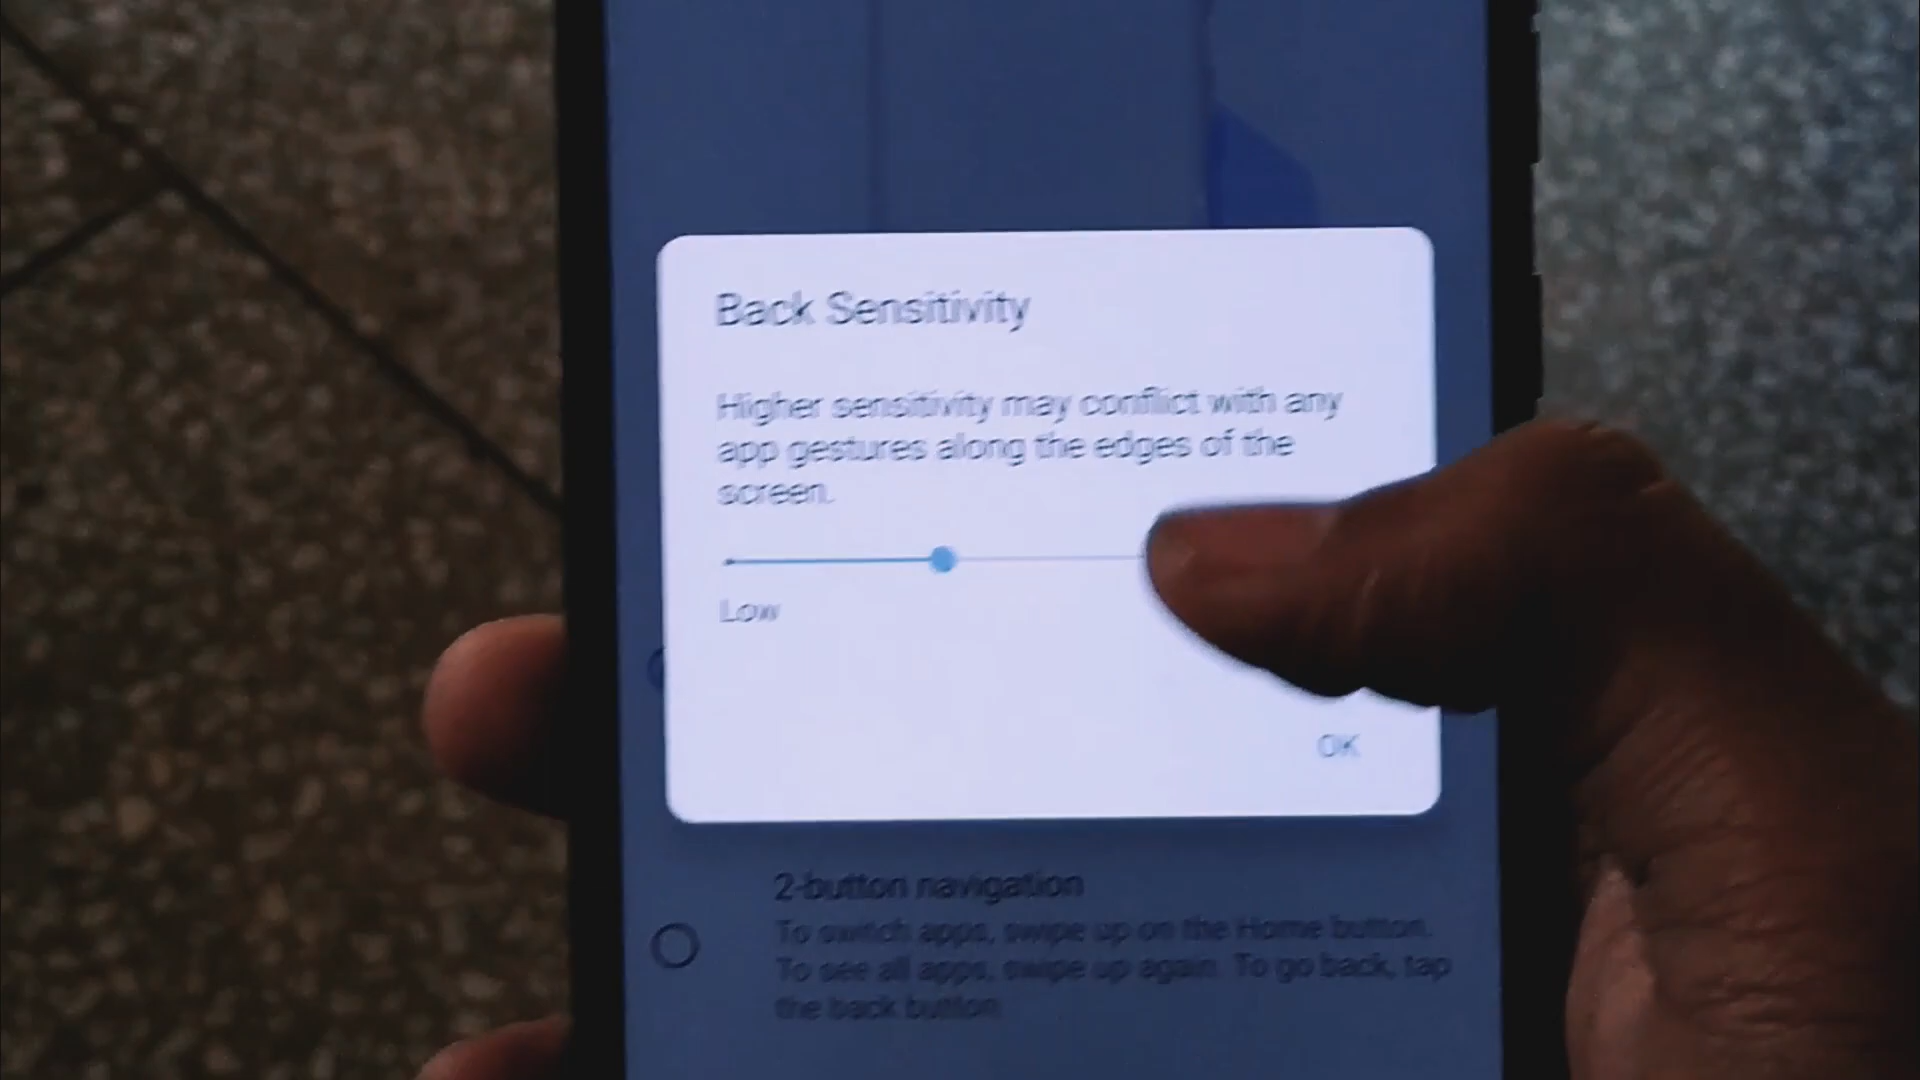 Back Sensitivity
Higher sensitivity may conflict with any
app gestures along the edges of the
screen.
Low
OK
2-button navigation
To switch apps, swipe up on the Home button.
To see all apps, swipe up again. To go back, tap
the back button